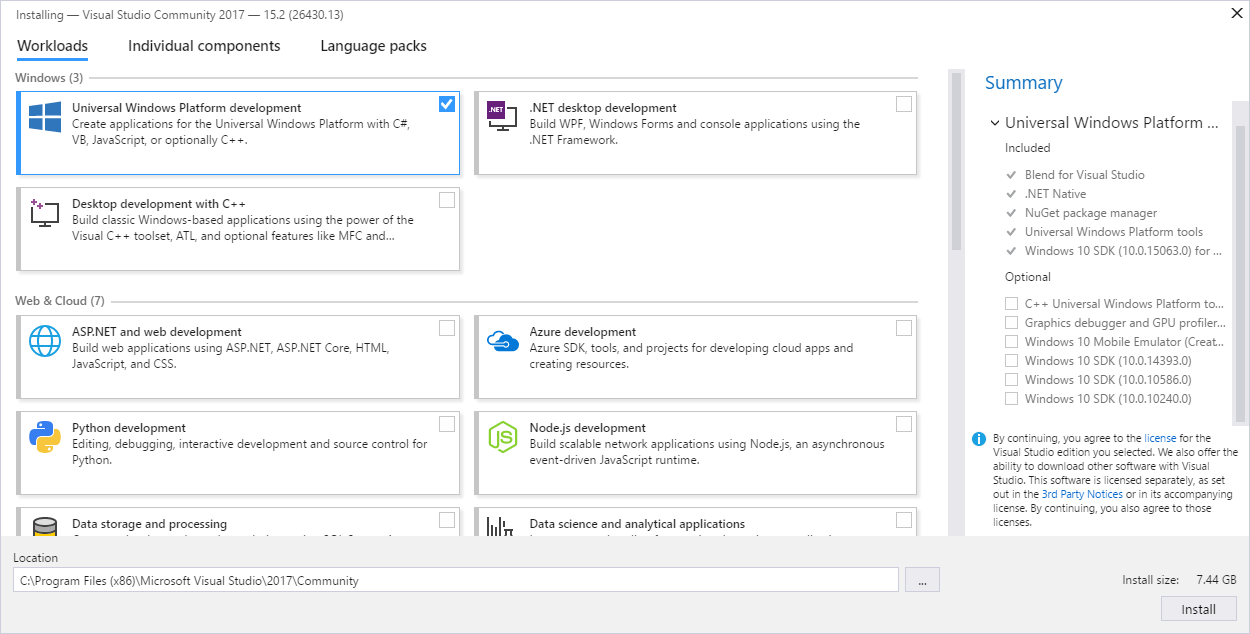 Installing — Visual Studio Community 2017 — 15.2 (26430.13)
Workloads
Individual components
Language packs
Windows (3)
Universal Windows Platform development
Create applications for the Universal Windows Platform with C#,
VB, JavaScript, or optionally C++.
.NET
.NET desktop development
Build WPF, Windows Forms and console applications using the
.NET Framework.
Desktop development with C++
Build classic Windows-based applications using the power of the
Visual C++ toolset, ATL, and optional features like MFC and...
Web & Cloud (7)
ASP.NET and web development
Build web applications using ASP.NET, ASP.NET Core, HTML,
JavaScript, and CSS.
Azure development
Azure SDK, tools, and projects for developing cloud apps and
creating resources.
Python development
Editing, debugging, interactive development and source control for
Python.
JS
Node.js development
Build scalable network applications using Node.js, an asynchronous
event-driven JavaScript runtime.
Data storage and processing
Data science and analytical applications
Summary
Universal Windows Platform ...
Included
Blend for Visual Studio
.NET Native
NuGet package manager
Universal Windows Platform tools
Windows 10 SDK (10.0.15063.0) for ...
Optional
C++ Universal Windows Platform to...
Graphics debugger and GPU profiler...
Windows 10 Mobile Emulator (Creat...
Windows 10 SDK (10.0.14393.0)
Windows 10 SDK (10.0.10586.0)
Windows 10 SDK (10.0.10240.0)
By continuing, you agree to the license for the
Visual Studio edition you selected. We also offer the
ability to download other software with Visual
Studio. This software is licensed separately, as set
out in the 3rd Party Notices or in its accompanying
license. By continuing, you also agree to those
licenses.
Location
C:\Program Files (x86)\Microsoft Visual Studio\2017\Community
...
Install size: 7.44 GB
Install